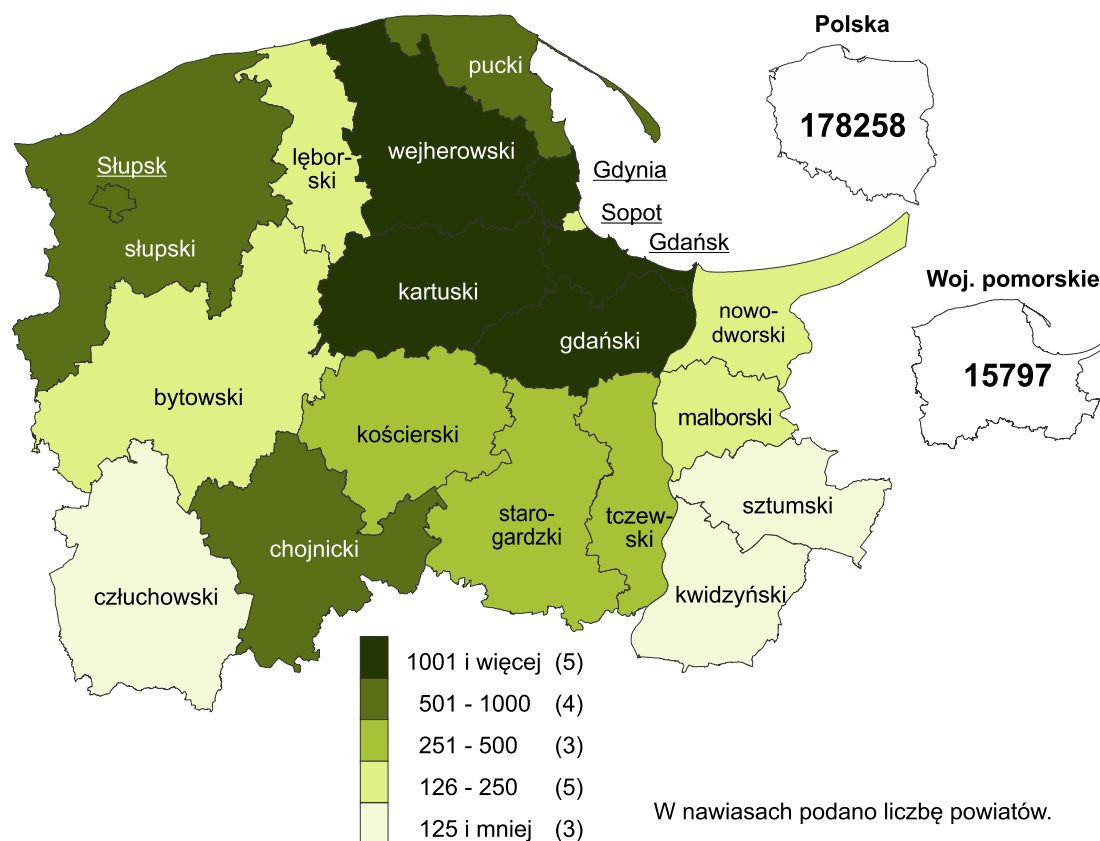 Polska
178258
pucki
wejherowski
lębor-
ski
Słupsk
Gdynia
Sopot
Gdańsk
słupski
Woj. pomorskie
15797
kartuski
nowo-
dworski
gdański
bytowski
malborski
kościerski
sztumski
staro-
gardzki
tczew-
ski
chojnicki
człuchowski
kwidzyński
1001 i więcej (5)
501 - 1000 (4)
251 - 500 (3)
126 - 250 (5)
125 i mniej (3)
W nawiasach podano liczbę powiatów.